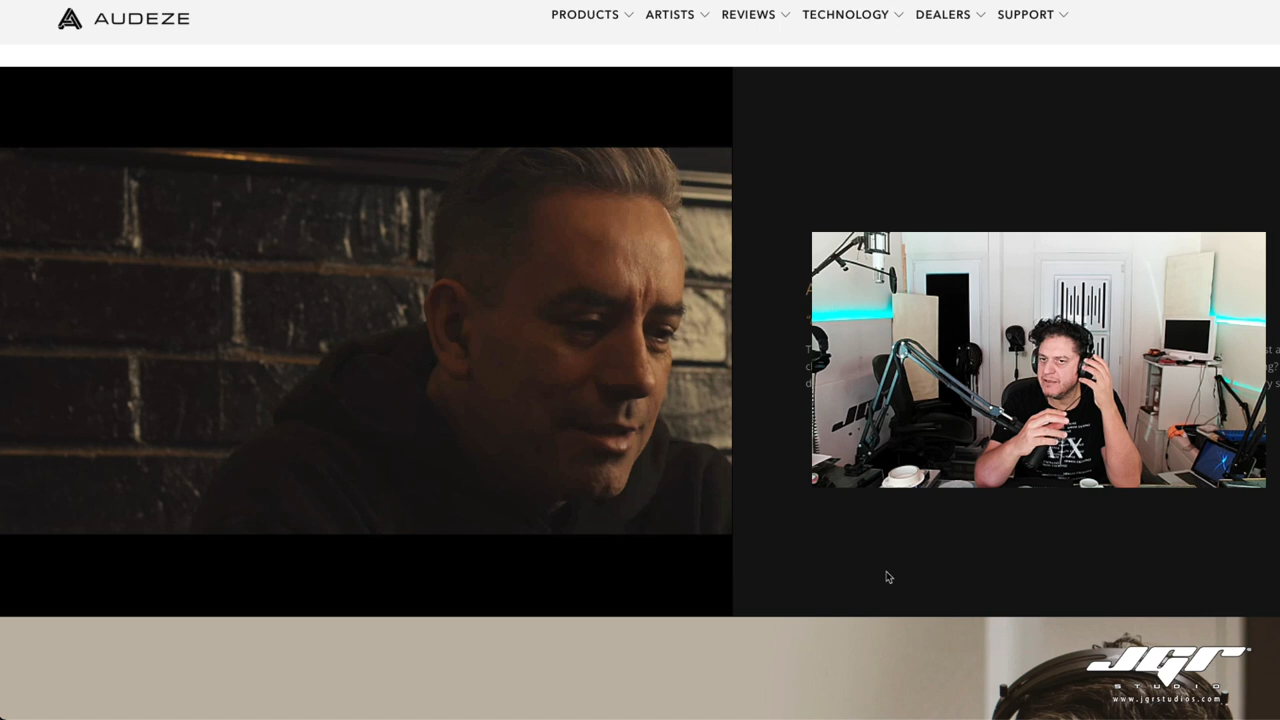 AUDEZE
PRODUCTS
ARTISTS
REVIEWS
TECHNOLOGY
DEALERS
SUPPORT
JGR
STUDIO
www.jgrstudios.com